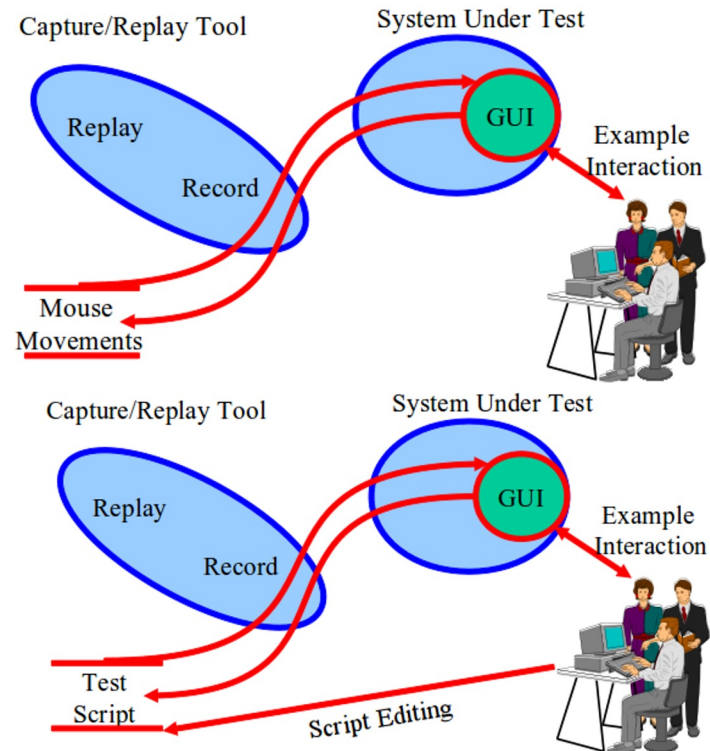 System Under Test
Capture/Replay Tool
Replay
GUI
Example
Interaction
Record
Mouse
Movements
System Under Test
Capture/Replay Tool
Replay
GUI
Example
Interaction
Record
Test
Script
Script Editing